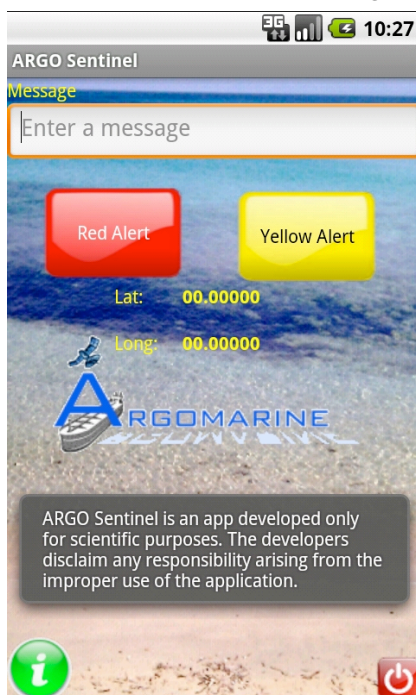 3G 10:27
ARGO Sentinel
Message
Enter a message
Red Alert Yellow Alert
Lat: 00.00000
Long: 00.00000
ARGOMARINE
ARGO Sentinel is an app developed only
for scientific purposes. The developers
disclaim any responsibility arising from the
improper use of the application.
i